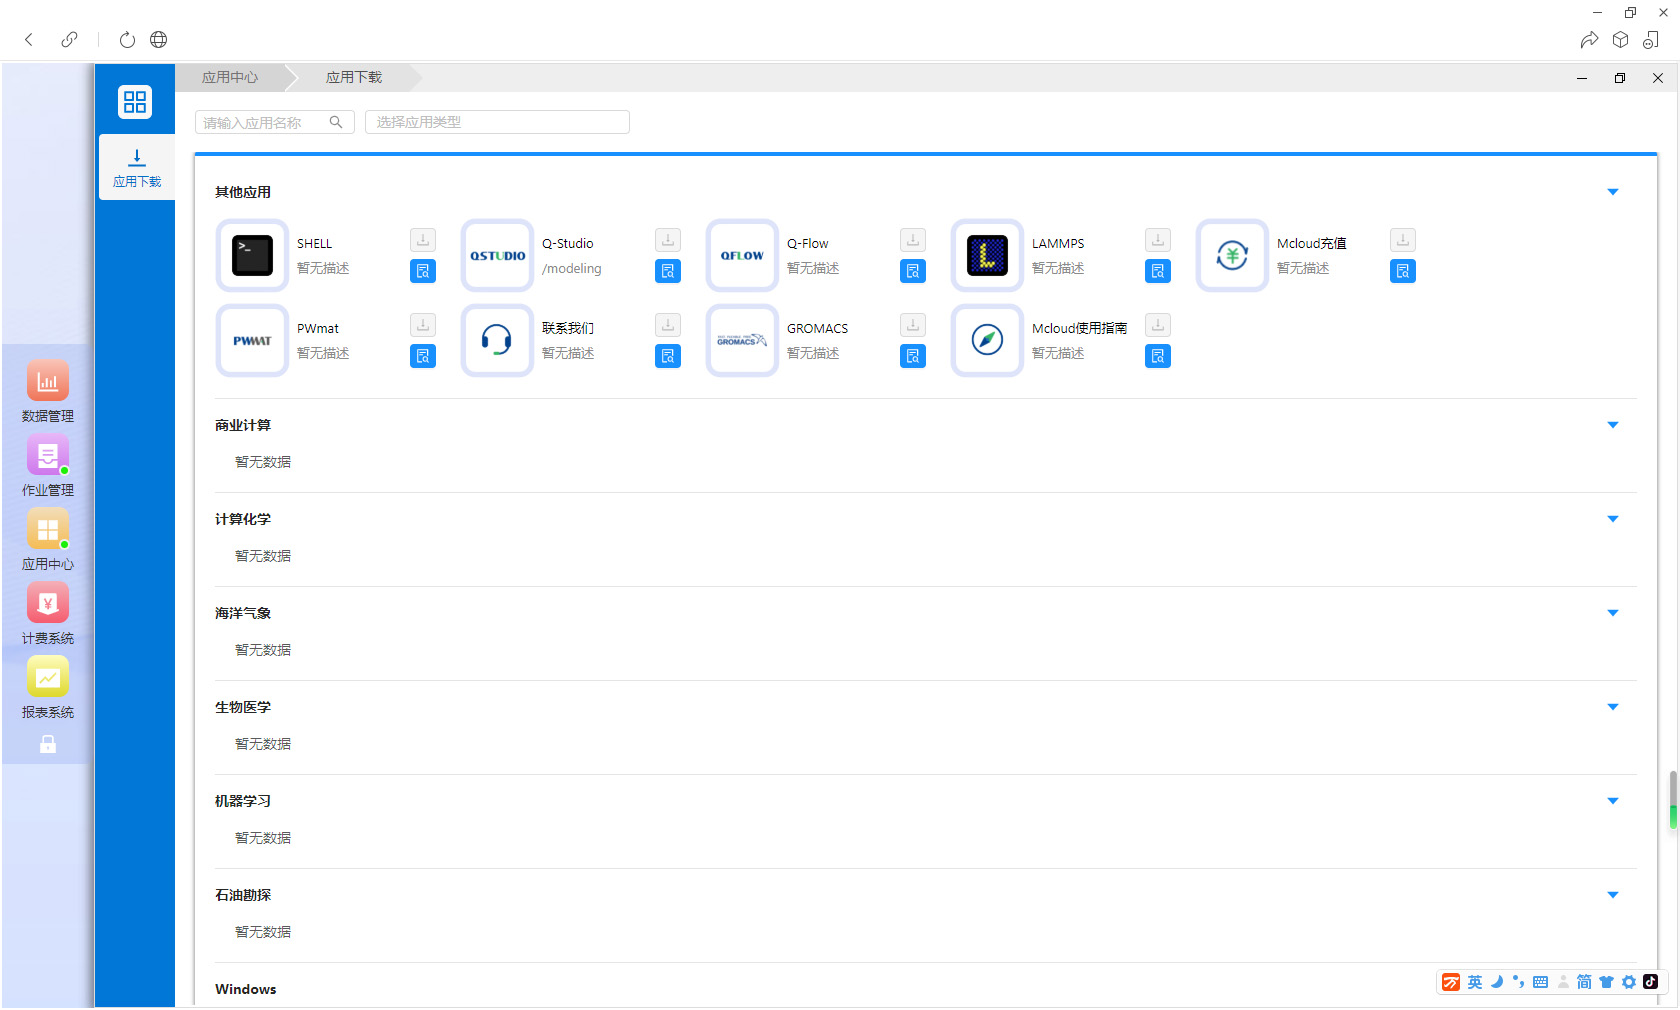 应用中心
应用下载
请输入应用名称
选择应用类型
应用下载
其他应用
SHELL
暂无描述
QSTUDIO
Q-Studio
/modeling
QFLOW
Q-Flow
暂无描述
L
LAMMPS
暂无描述
Mcloud充值
暂无描述
PWMAT
PWmat
暂无描述
联系我们
暂无描述
GROMACS
GROMACS
暂无描述
Mcloud使用指南
暂无描述
商业计算
暂无数据
计算化学
暂无数据
海洋气象
暂无数据
生物医学
暂无数据
机器学习
暂无数据
石油勘探
暂无数据
Windows
数据管理
作业管理
应用中心
计费系统
报表系统
英
简